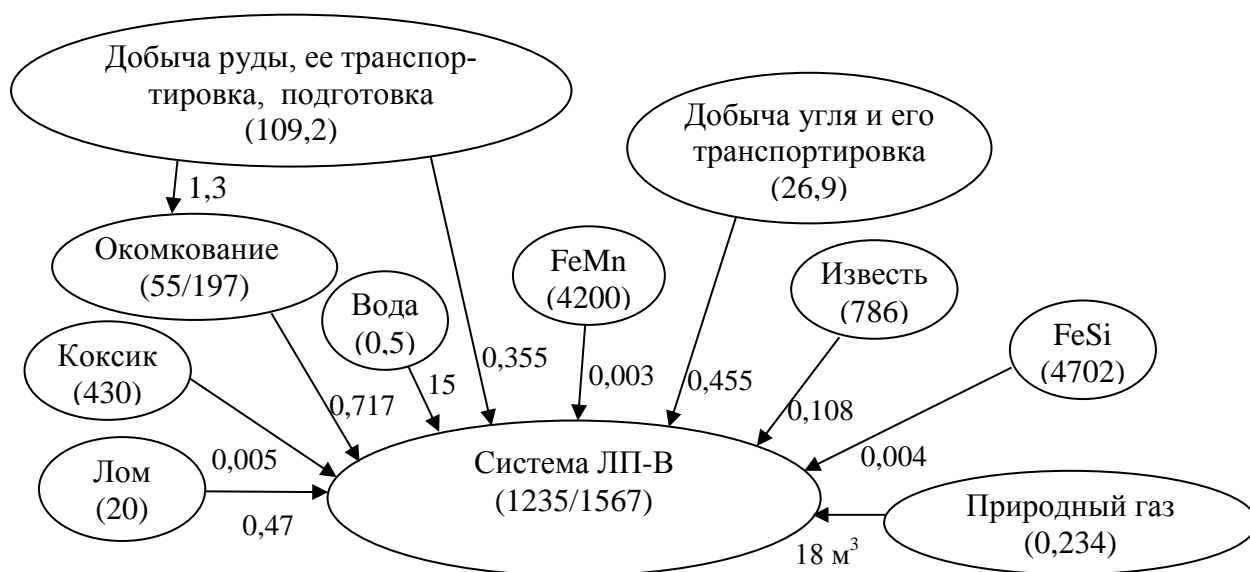 Добыча руды, ее транспор-
тировка, подготовка
(109,2)
Добыча угля и его
транспортировка
(26,9)
1,3
Окомкование
(55/197)
Вода
(0,5)
FeMn
(4200)
Известь
(786)
FeSi
(4702)
Коксик
(430)
0,717
15
0,355
0,003
0,455
0,108
0,004
Лом
(20)
0,005
0,47
Система ЛП-В
(1235/1567)
Природный газ
(0,234)
18 м³